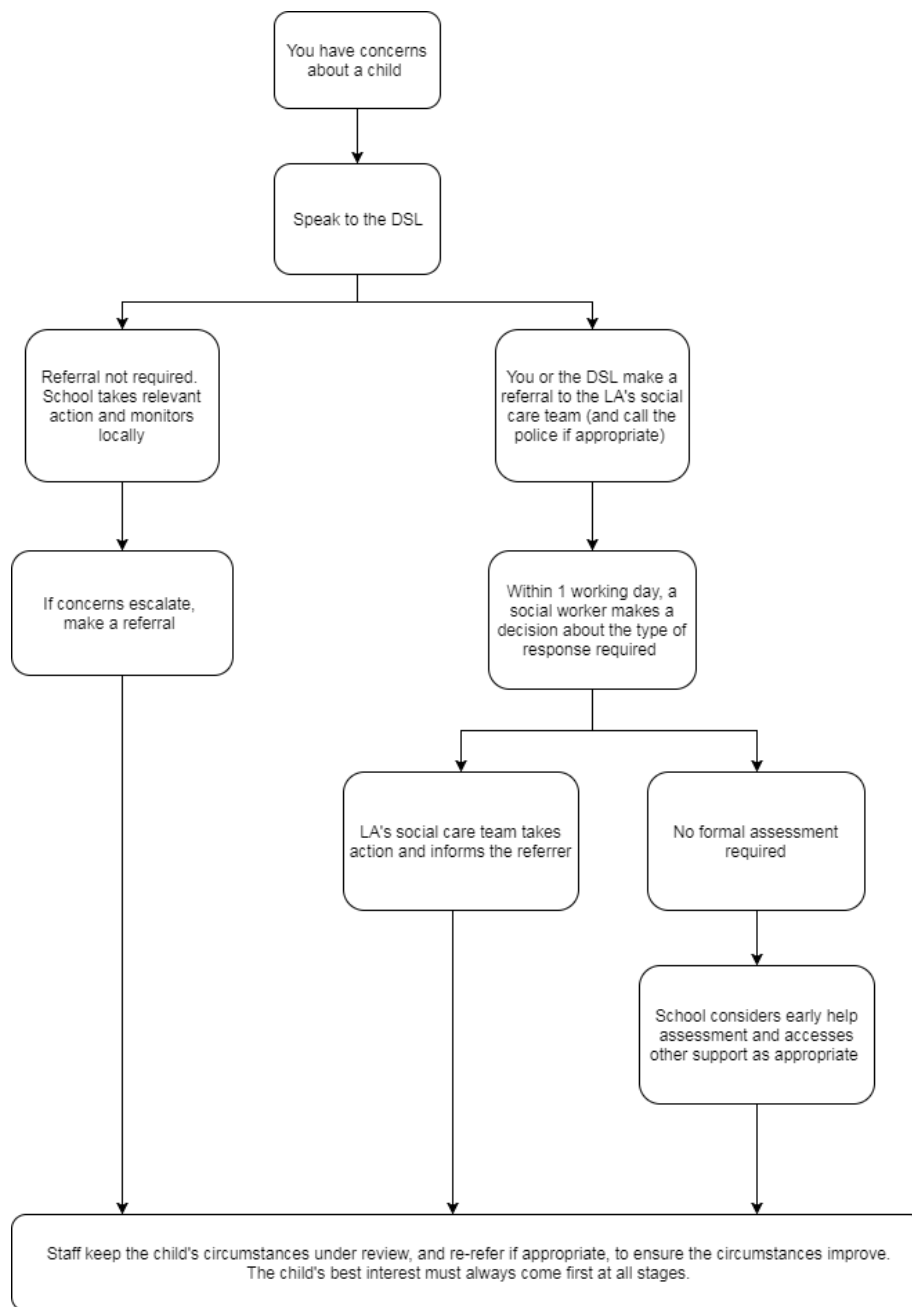 You have concerns
about a child
Speak to the DSL
Referral not required.
School takes relevant
action and monitors
locally
You or the DSL make a
referral to the LA's social
care team (and call the
police if appropriate)
If concerns escalate,
make a referral
Within 1 working day, a
social worker makes a
decision about the type of
response required
LA's social care team takes
action and informs the referrer
No formal assessment
required
School considers early help
assessment and accesses
other support as appropriate
Staff keep the child's circumstances under review, and re-refer if appropriate, to ensure the circumstances improve.
The child's best interest must always come first at all stages.